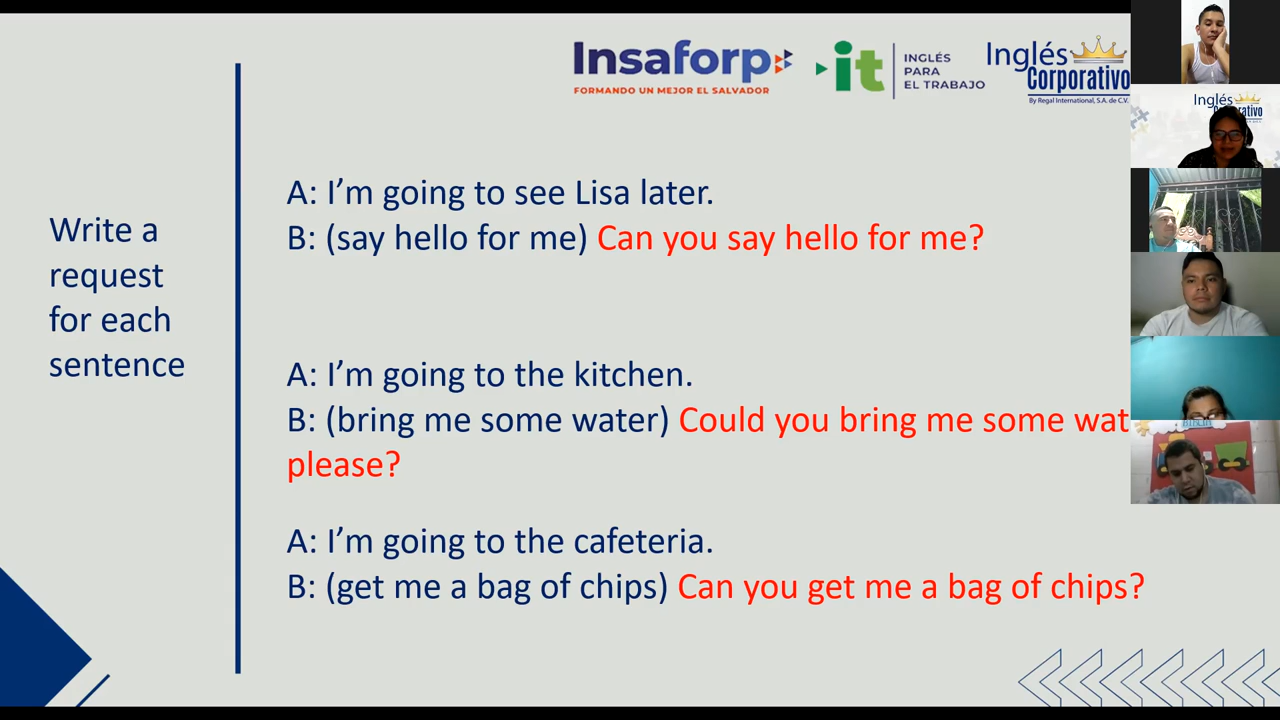 Insaforp
FORMANDO UN MEJOR EL SALVADOR
it
INGLÉS
PARA
EL TRABAJO
Inglés
Corporativo
By Regal International, S.A. de C.V.
Inglés
Write a
request
for each
sentence
A: I’m going to see Lisa later.
B: (say hello for me) Can you say hello for me?
A: I’m going to the kitchen.
B: (bring me some water) Could you bring me some wat
please?
A: I’m going to the cafeteria.
B: (get me a bag of chips) Can you get me a bag of chips?